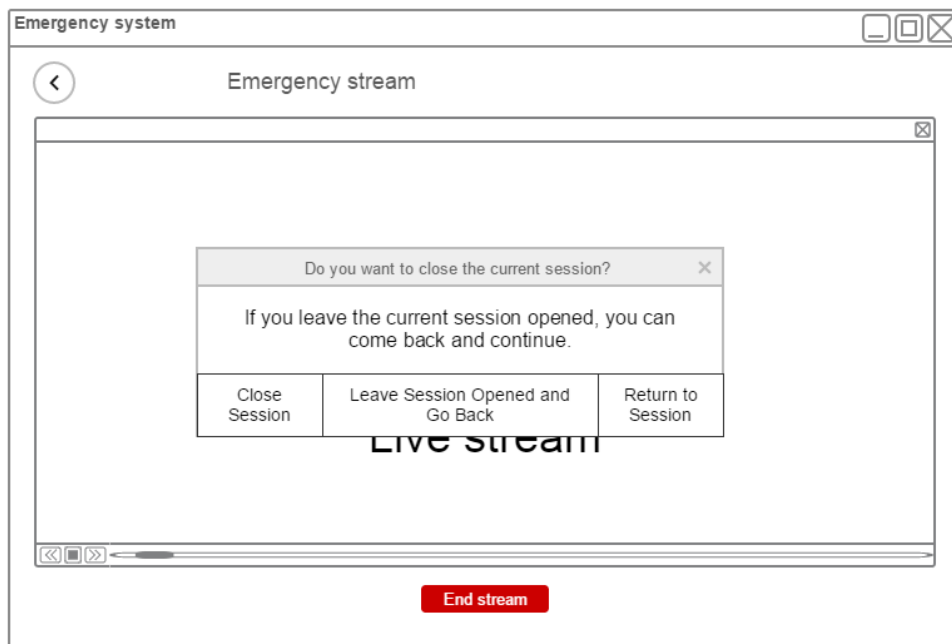 Emergency system
Emergency stream
Do you want to close the current session?
If you leave the current session opened, you can
come back and continue.
Close
Session
Leave Session Opened and
Go Back
Return to
Session
Live stream
End stream